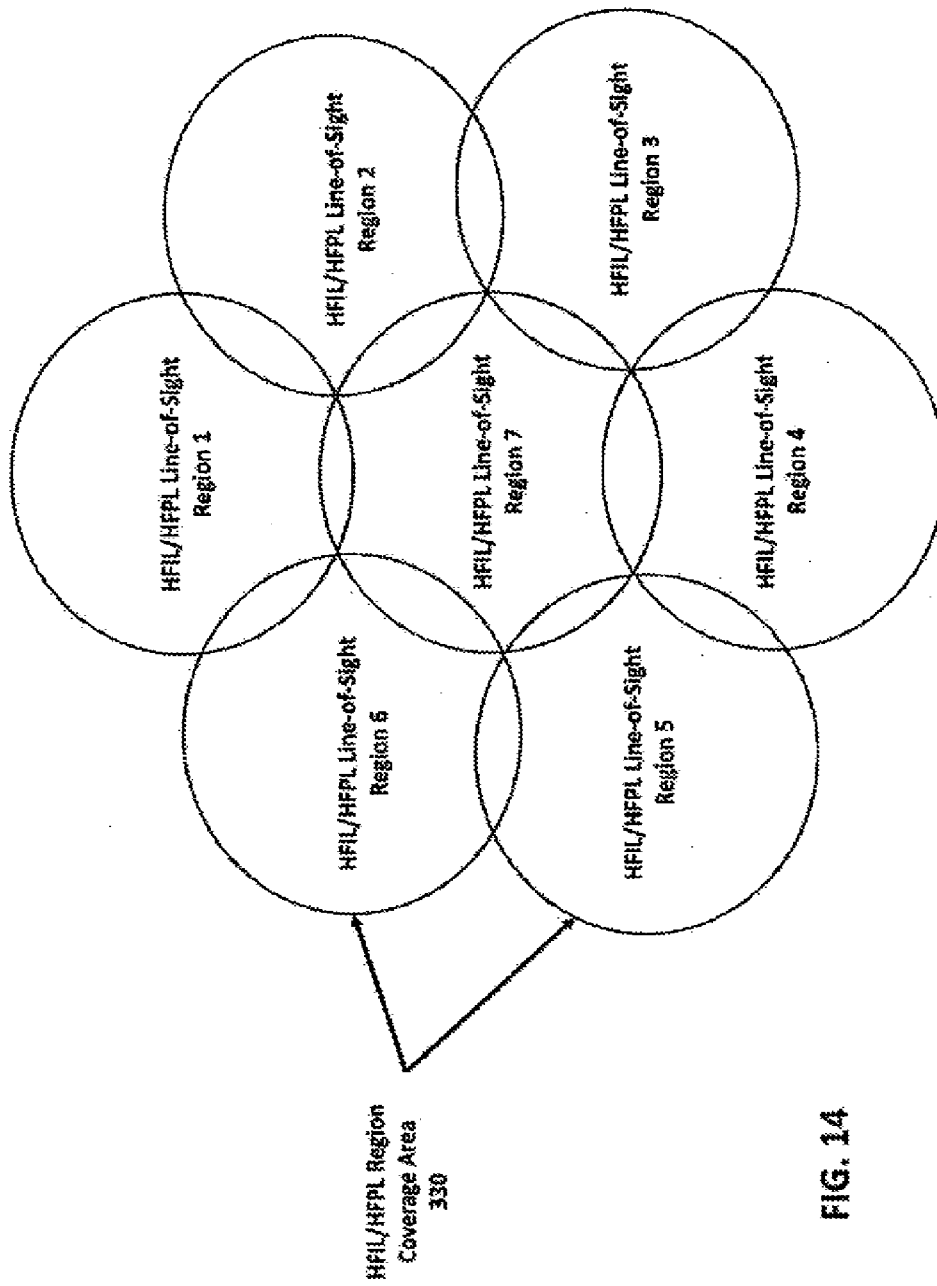 HFIL/HFPL Line-of-Sight
Region 1
HFIL/HFPL Line-of-Sight
Region 2
HFIL/HFPL Line-of-Sight
Region 6
HFIL/HFPL Line-of-Sight
Region 7
HFIL/HFPL Line-of-Sight
Region 3
HFIL/HFPL Line-of-Sight
Region 5
HFIL/HFPL Line-of-Sight
Region 4
HFIL/HFPL Region
Coverage Area
330
FIG. 14